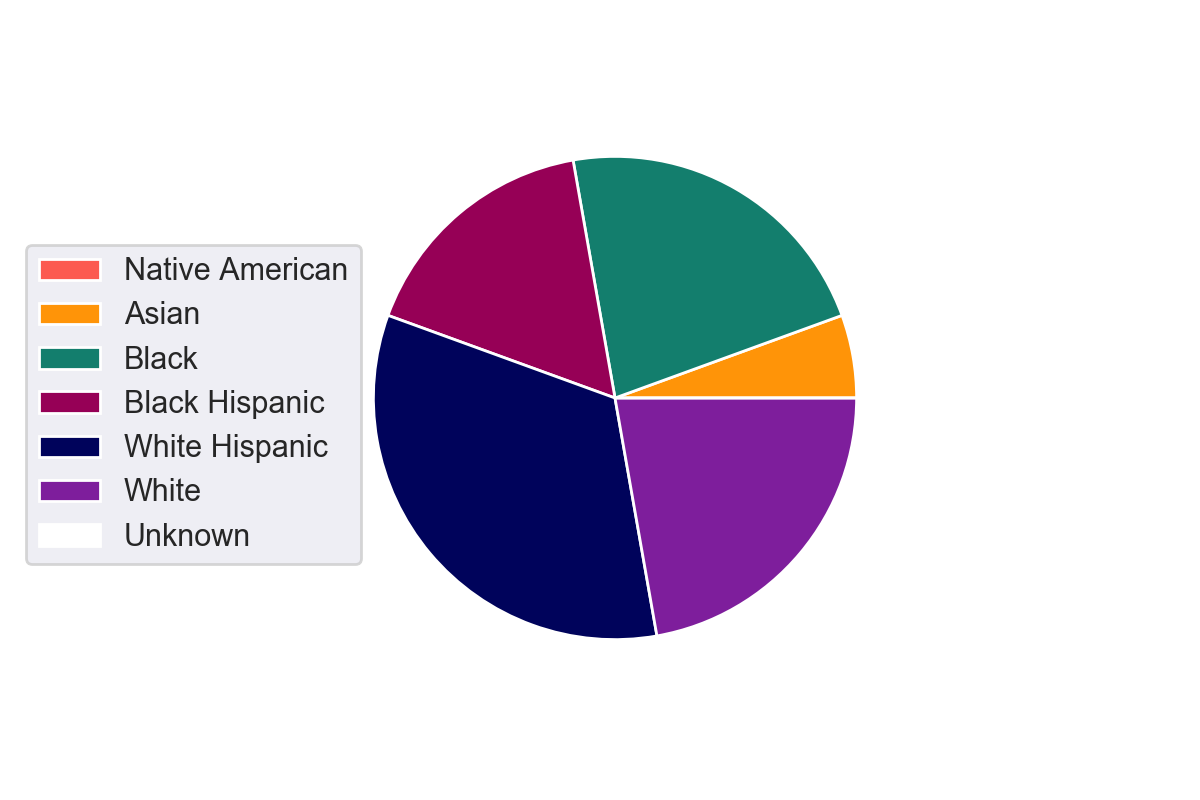 Native American
Asian
Black
Black Hispanic
White Hispanic
White
Unknown